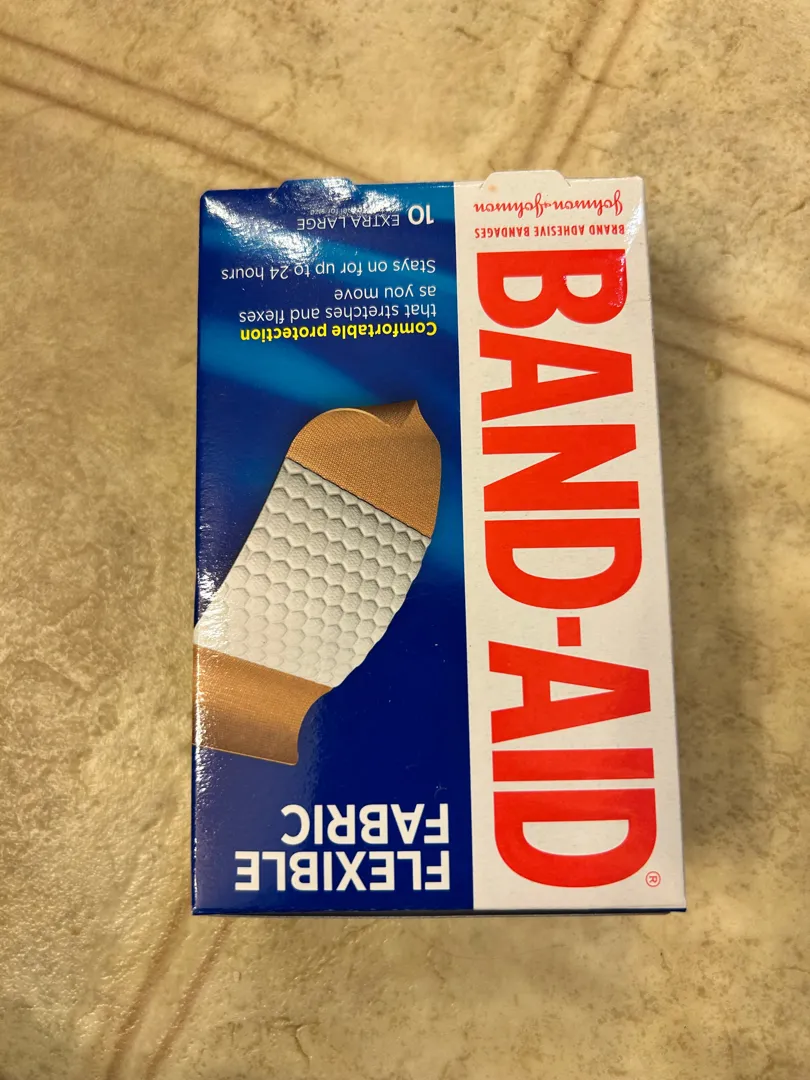 BAND-AID®
BRAND ADHESIVE BANDAGES
Johnson+Johnson
FLEXIBLE
FABRIC
Comfortable protection
that stretches and flexes
as you move
Stays on for up to 24 hours
10 EXTRA LARGE